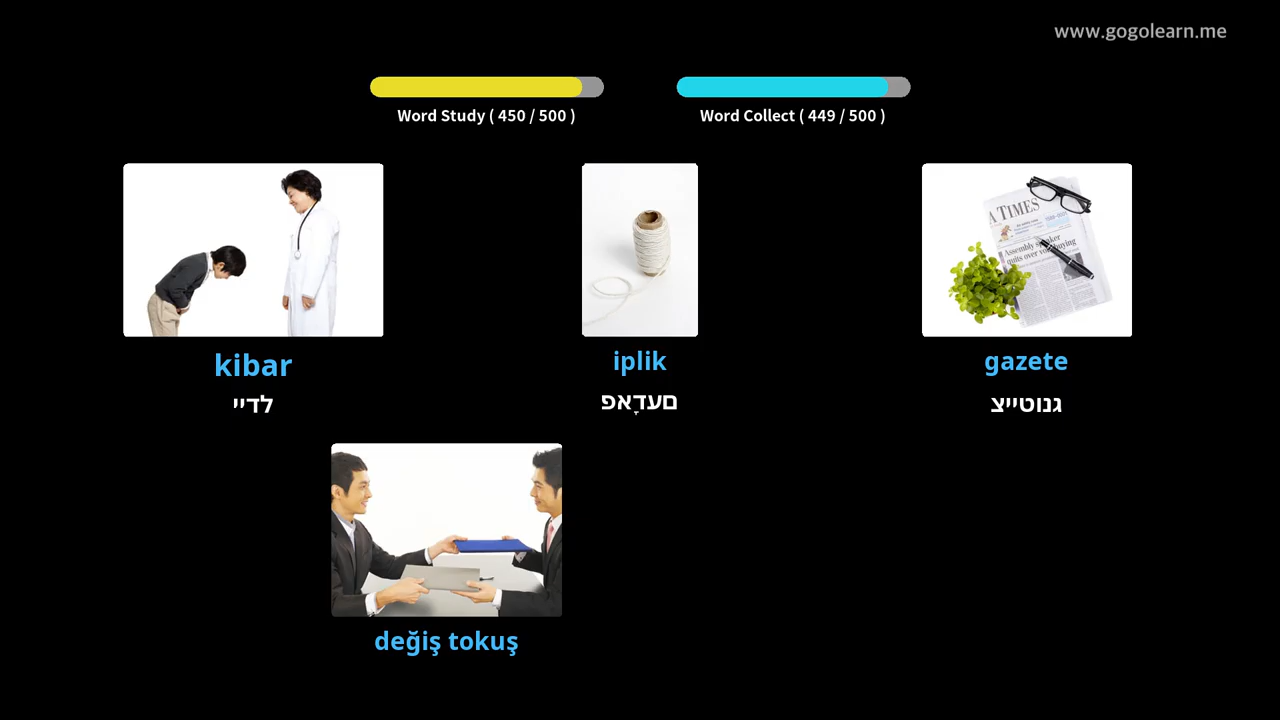 www.gogolearn.me
Word Study ( 450 / 500 )
Word Collect ( 449 / 500 )
kibar
לדיי
iplik
םעדָאפ
gazete
גנוטייצ
değiş tokuş